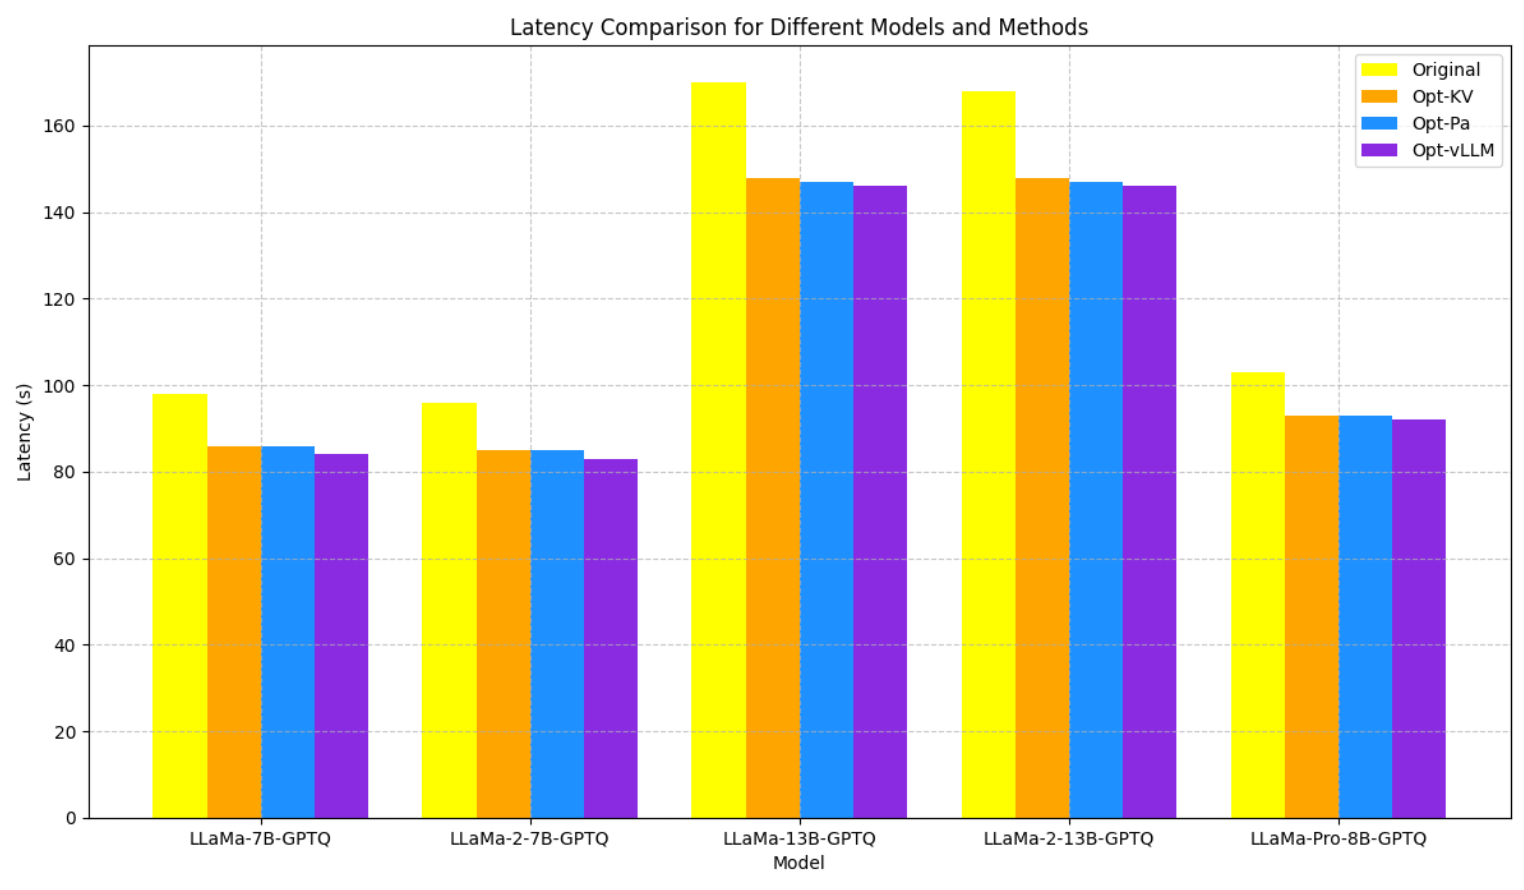 Latency Comparison for Different Models and Methods
Original
Opt-KV
Opt-Pa
Opt-vLLM
Latency (s)
160
140
120
100
80
60
40
20
0
LLaMa-7B-GPTQ
LLaMa-2-7B-GPTQ
LLaMa-13B-GPTQ
LLaMa-2-13B-GPTQ
LLaMa-Pro-8B-GPTQ
Model